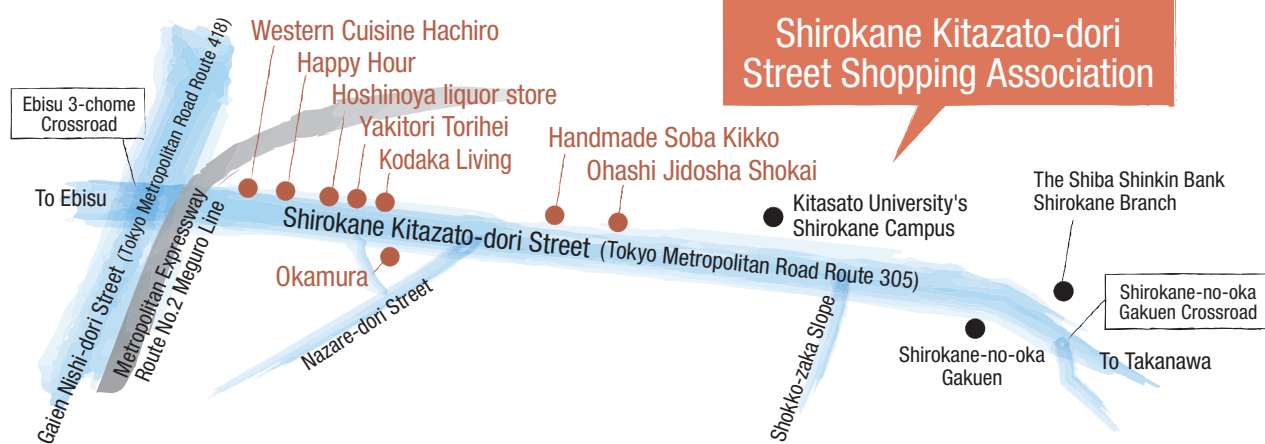 Shirokane Kitazato-dori
Street Shopping Association
Western Cuisine Hachiro
Happy Hour
Hoshinoya liquor store
Yakitori Torihei
Kodaka Living
Handmade Soba Kikko
Ohashi Jidosha Shokai
Ebisu 3-chome
Crossroad
To Ebisu
Gaien Nishi-dori Street (Tokyo Metropolitan Road Route 418)
Metropolitan Expressway
Route No.2 Meguro Line
Shirokane Kitazato-dori Street (Tokyo Metropolitan Road Route 305)
Okamura
Nazare-dori Street
Kitasato University's
Shirokane Campus
The Shiba Shinkin Bank
Shirokane Branch
Shirokane-no-oka
Gakuen Crossroad
Shokko-zaka Slope
Shirokane-no-oka
Gakuen
To Takanawa